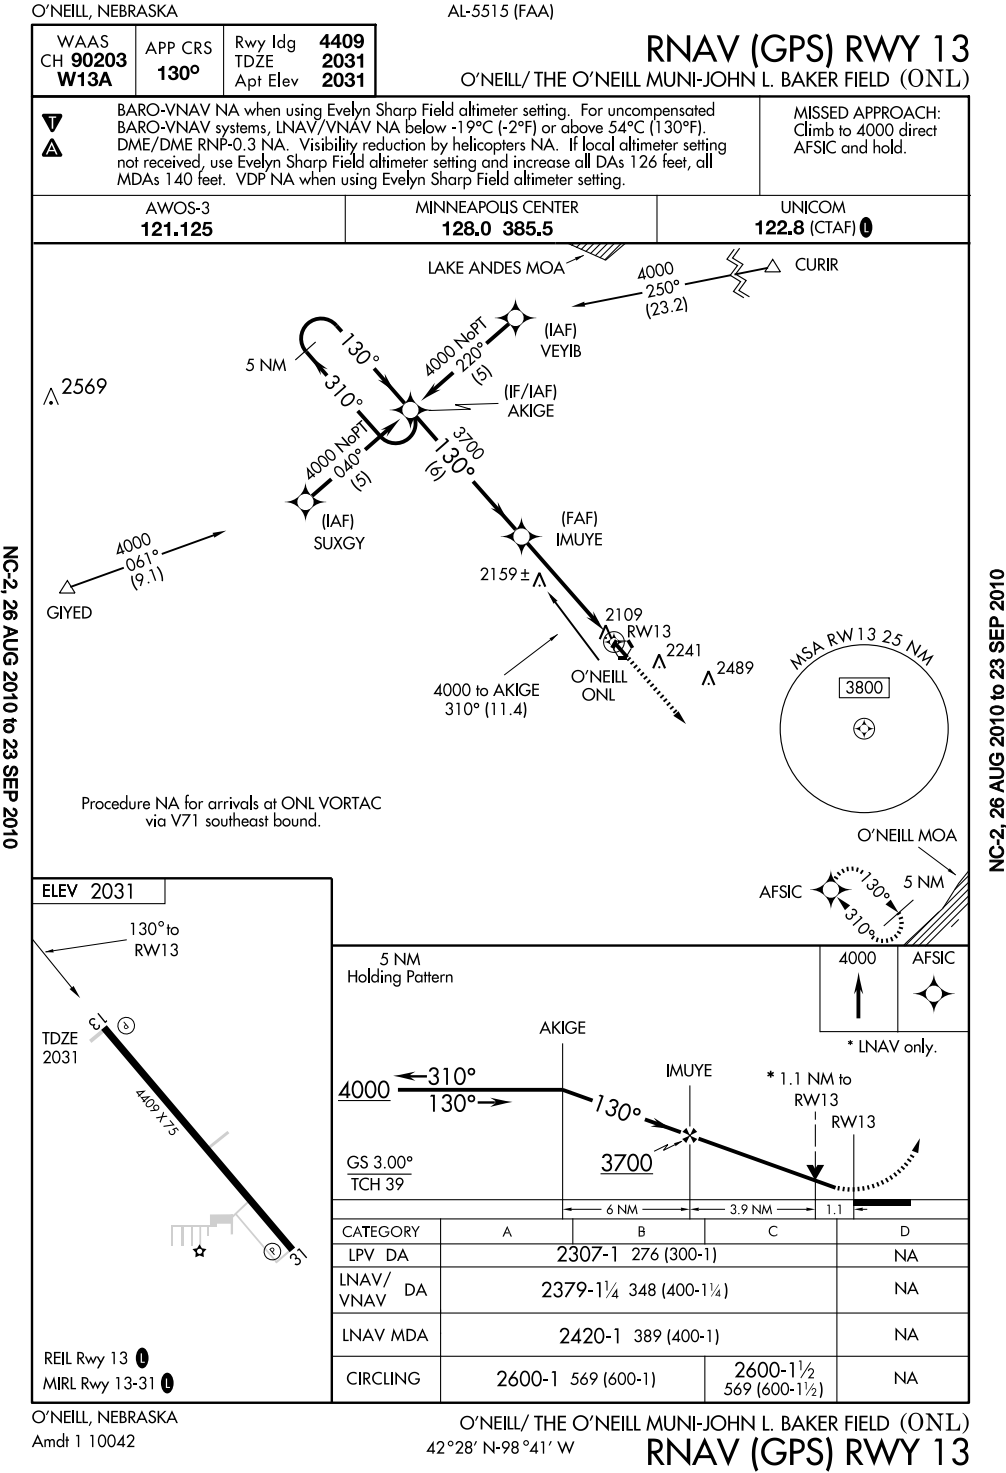 O'NEILL, NEBRASKA
AL-5515 (FAA)
WAAS
CH 90203
W13A
APP CRS
130°
Rwy ldg 4409
TDZE 2031
Apt Elev 2031
RNAV (GPS) RWY 13
O'NEILL/ THE O'NEILL MUNI-JOHN L. BAKER FIELD (ONL)
T
A
BARO-VNAV NA when using Evelyn Sharp Field altimeter setting. For uncompensated
BARO-VNAV systems, LNAV/VNAV NA below -19°C (-2°F) or above 54°C (130°F).
DME/DME RNP-0.3 NA. Visibility reduction by helicopters NA. If local altimeter setting
not received, use Evelyn Sharp Field altimeter setting and increase all DAs 126 feet, all
MDAs 140 feet. VDP NA when using Evelyn Sharp Field altimeter setting.
MISSED APPROACH:
Climb to 4000 direct
AFSIC and hold.
AWOS-3
121.125
MINNEAPOLIS CENTER
128.0 385.5
UNICOM
122.8 (CTAF) L
LAKE ANDES MOA
4000
250°
(23.2)
CURIR
(IAF)
VEYIB
4000 NoPT
220°
(5)
5 NM
130°
310°
2569
(IF/IAF)
AKIGE
4000 NoPT
040°
(5)
3700
130°
(6)
(IAF)
SUXGY
(FAF)
IMUYE
4000
061°
(9.1)
GIYED
2159 ±
2109
RW13
2241
2489
O'NEILL
ONL
4000 to AKIGE
310° (11.4)
MSA RW13 25 NM
3800
Procedure NA for arrivals at ONL VORTAC
via V71 southeast bound.
O'NEILL MOA
AFSIC
130°
310°
5 NM
NC-2, 26 AUG 2010 to 23 SEP 2010
NC-2, 26 AUG 2010 to 23 SEP 2010
ELEV 2031
130° to
RW13
13
P
TDZE
2031
4409 X 75
P
31
REIL Rwy 13 L
MIRL Rwy 13-31 L
5 NM
Holding Pattern
4000
AFSIC
* LNAV only.
AKIGE
IMUYE
* 1.1 NM to
RW13
RW13
4000
310°
130°
130°
3700
GS 3.00°
TCH 39
6 NM
3.9 NM
1.1
CATEGORY A B C D
LPV DA 2307-1 276 (300-1) NA
LNAV/
VNAV DA 2379-1¼ 348 (400-1¼) NA
LNAV MDA 2420-1 389 (400-1) NA
CIRCLING 2600-1 569 (600-1) 2600-1½
569 (600-1½) NA
O'NEILL, NEBRASKA
Amdt 1 10042
42°28' N-98°41' W
O'NEILL/ THE O'NEILL MUNI-JOHN L. BAKER FIELD (ONL)
RNAV (GPS) RWY 13